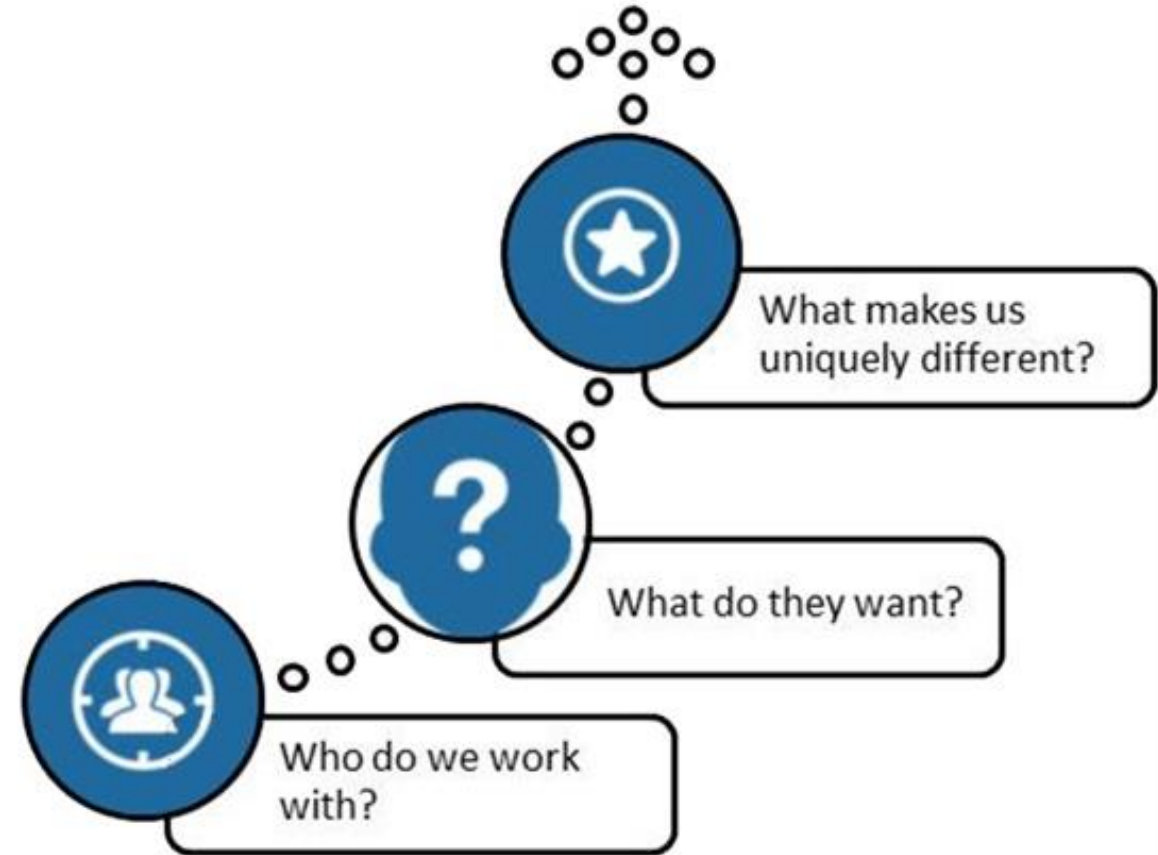 What makes us
uniquely different?
?
What do they want?
Who do we work
with?